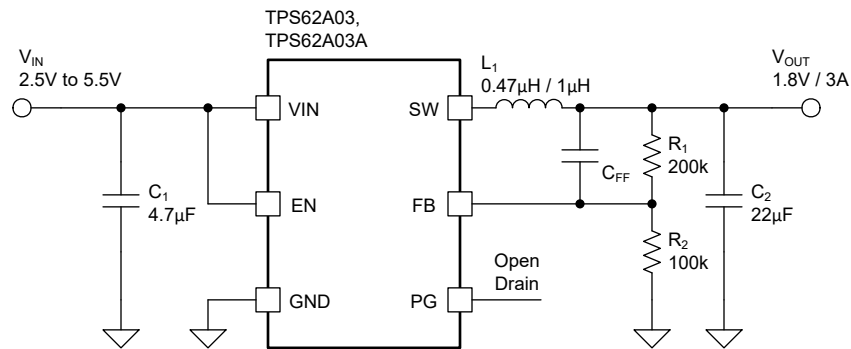 TPS62A03,
TPS62A03A
V_IN
2.5V to 5.5V
L_1
0.47µH / 1µH
V_OUT
1.8V / 3A
VIN
SW
C_FF
R_1
200k
C_1
4.7µF
EN
FB
C_2
22µF
R_2
100k
GND
PG
Open
Drain